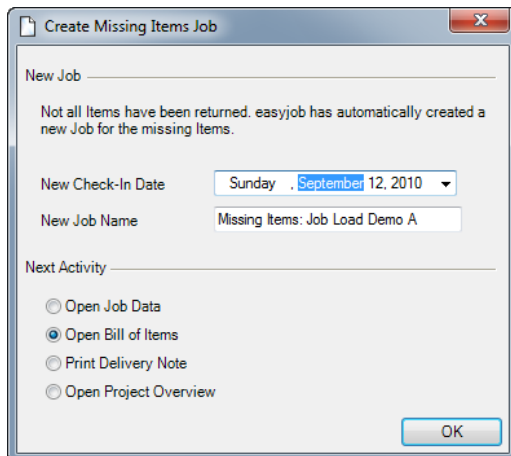 Create Missing Items Job
New Job
Not all Items have been returned. easyjob has automatically created a
new Job for the missing Items.
New Check-In Date Sunday , September 12, 2010
New Job Name Missing Items: Job Load Demo A
Next Activity
Open Job Data
Open Bill of Items
Print Delivery Note
Open Project Overview
OK